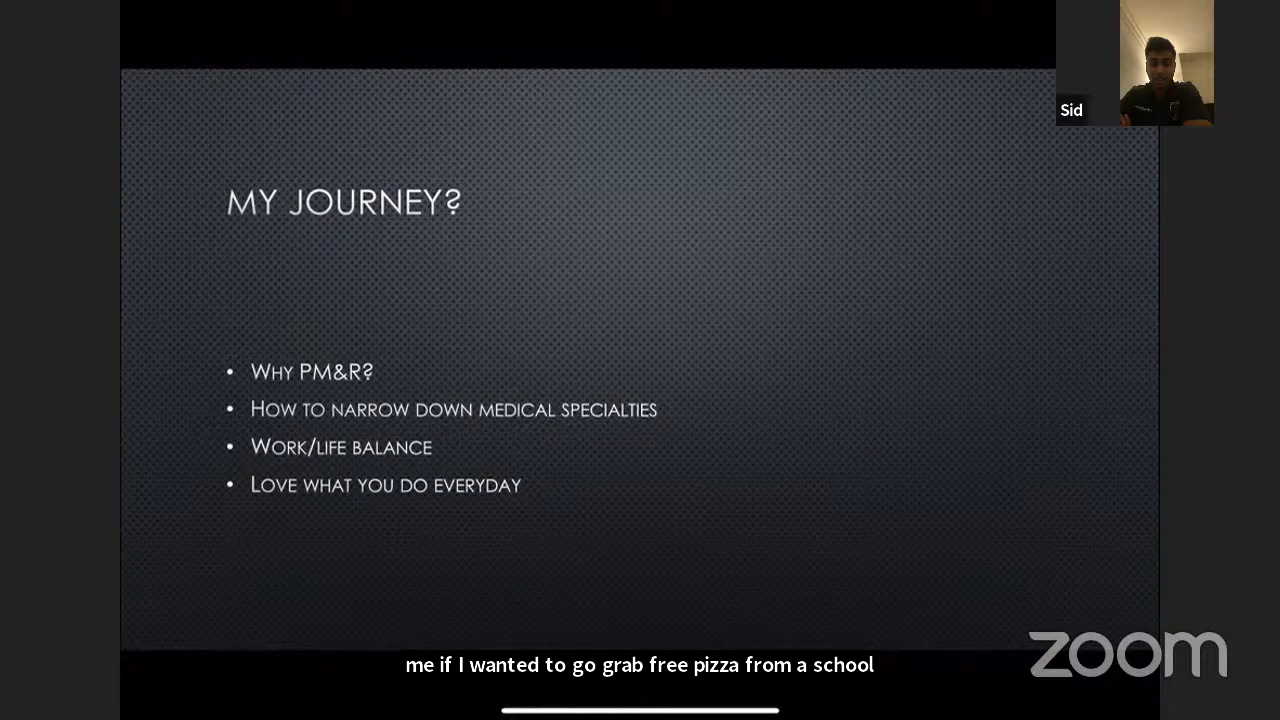 Sid
MY JOURNEY?
• WHY PM&R?
• HOW TO NARROW DOWN MEDICAL SPECIALTIES
• WORK/LIFE BALANCE
• LOVE WHAT YOU DO EVERYDAY
zoom
me if I wanted to go grab free pizza from a school